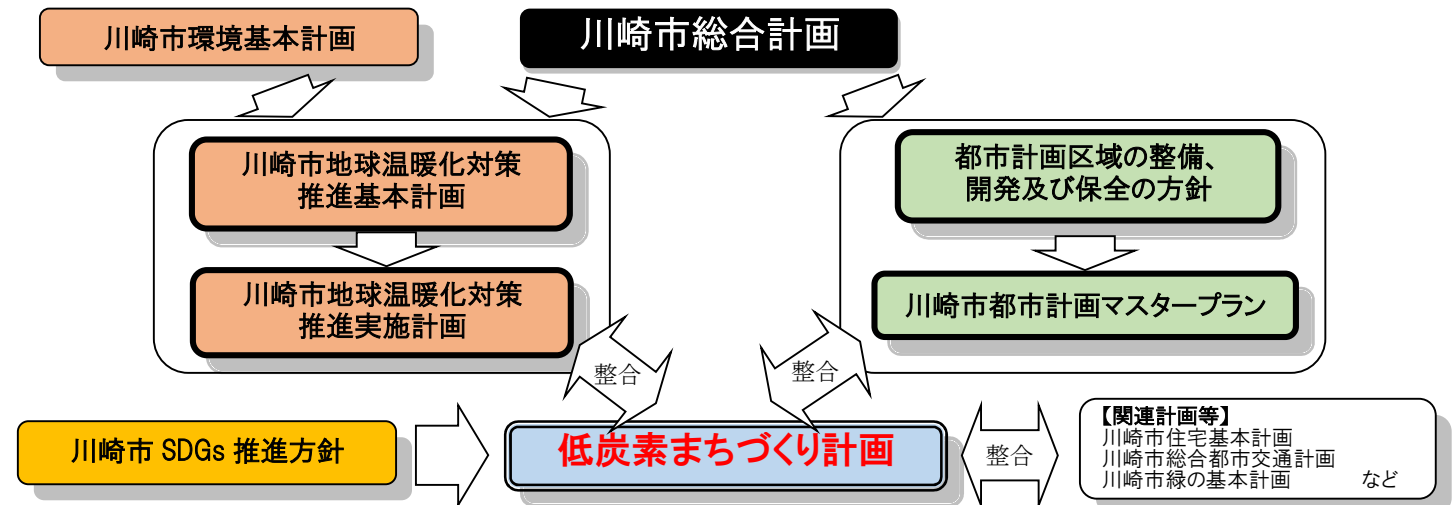 川崎市環境基本計画
川崎市総合計画
川崎市地球温暖化対策
推進基本計画
都市計画区域の整備、
開発及び保全の方針
川崎市地球温暖化対策
推進実施計画
川崎市都市計画マスタープラン
整合
整合
川崎市 SDGs 推進方針
低炭素まちづくり計画
整合
【関連計画等】
川崎市住宅基本計画
川崎市総合都市交通計画
川崎市緑の基本計画　　　など